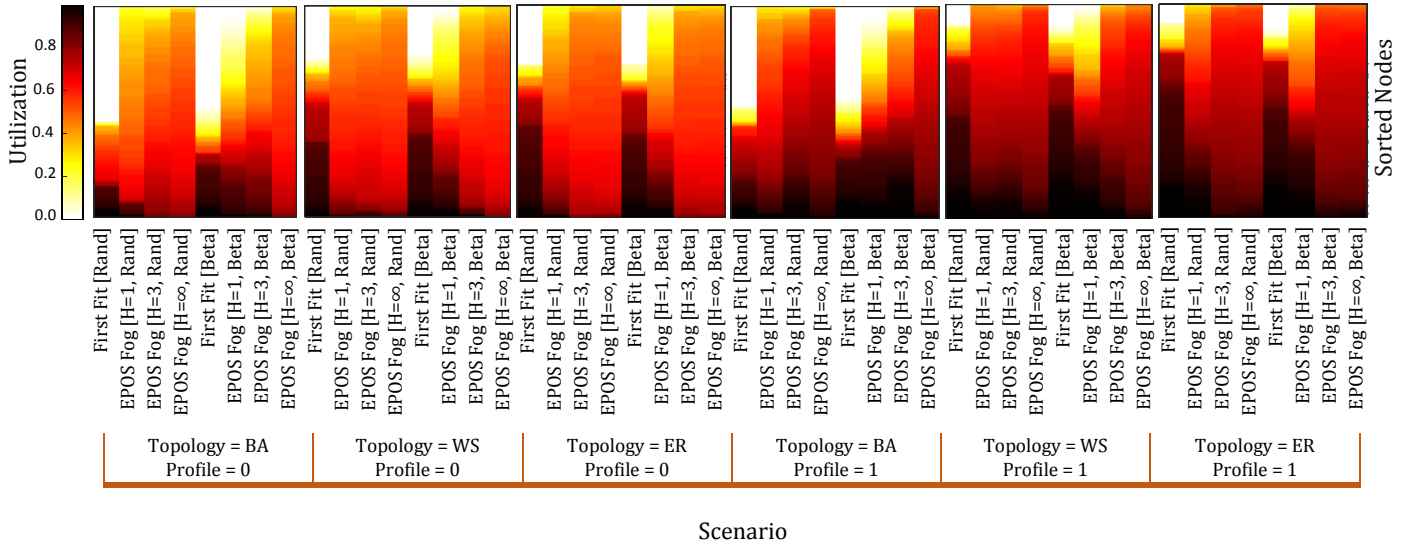 Utilization
0.8
0.6
0.4
0.2
0.0
Sorted Nodes
First Fit [Rand]
EPOS Fog [H=1, Rand]
EPOS Fog [H=3, Rand]
EPOS Fog [H=∞, Rand]
First Fit [Beta]
EPOS Fog [H=1, Beta]
EPOS Fog [H=3, Beta]
EPOS Fog [H=∞, Beta]
First Fit [Rand]
EPOS Fog [H=1, Rand]
EPOS Fog [H=3, Rand]
EPOS Fog [H=∞, Rand]
First Fit [Beta]
EPOS Fog [H=1, Beta]
EPOS Fog [H=3, Beta]
EPOS Fog [H=∞, Beta]
First Fit [Rand]
EPOS Fog [H=1, Rand]
EPOS Fog [H=3, Rand]
EPOS Fog [H=∞, Rand]
First Fit [Beta]
EPOS Fog [H=1, Beta]
EPOS Fog [H=3, Beta]
EPOS Fog [H=∞, Beta]
First Fit [Rand]
EPOS Fog [H=1, Rand]
EPOS Fog [H=3, Rand]
EPOS Fog [H=∞, Rand]
First Fit [Beta]
EPOS Fog [H=1, Beta]
EPOS Fog [H=3, Beta]
EPOS Fog [H=∞, Beta]
First Fit [Rand]
EPOS Fog [H=1, Rand]
EPOS Fog [H=3, Rand]
EPOS Fog [H=∞, Rand]
First Fit [Beta]
EPOS Fog [H=1, Beta]
EPOS Fog [H=3, Beta]
EPOS Fog [H=∞, Beta]
First Fit [Rand]
EPOS Fog [H=1, Rand]
EPOS Fog [H=3, Rand]
EPOS Fog [H=∞, Rand]
First Fit [Beta]
EPOS Fog [H=1, Beta]
EPOS Fog [H=3, Beta]
EPOS Fog [H=∞, Beta]
Topology = BA
Profile = 0
Topology = WS
Profile = 0
Topology = ER
Profile = 0
Topology = BA
Profile = 1
Topology = WS
Profile = 1
Topology = ER
Profile = 1
Scenario